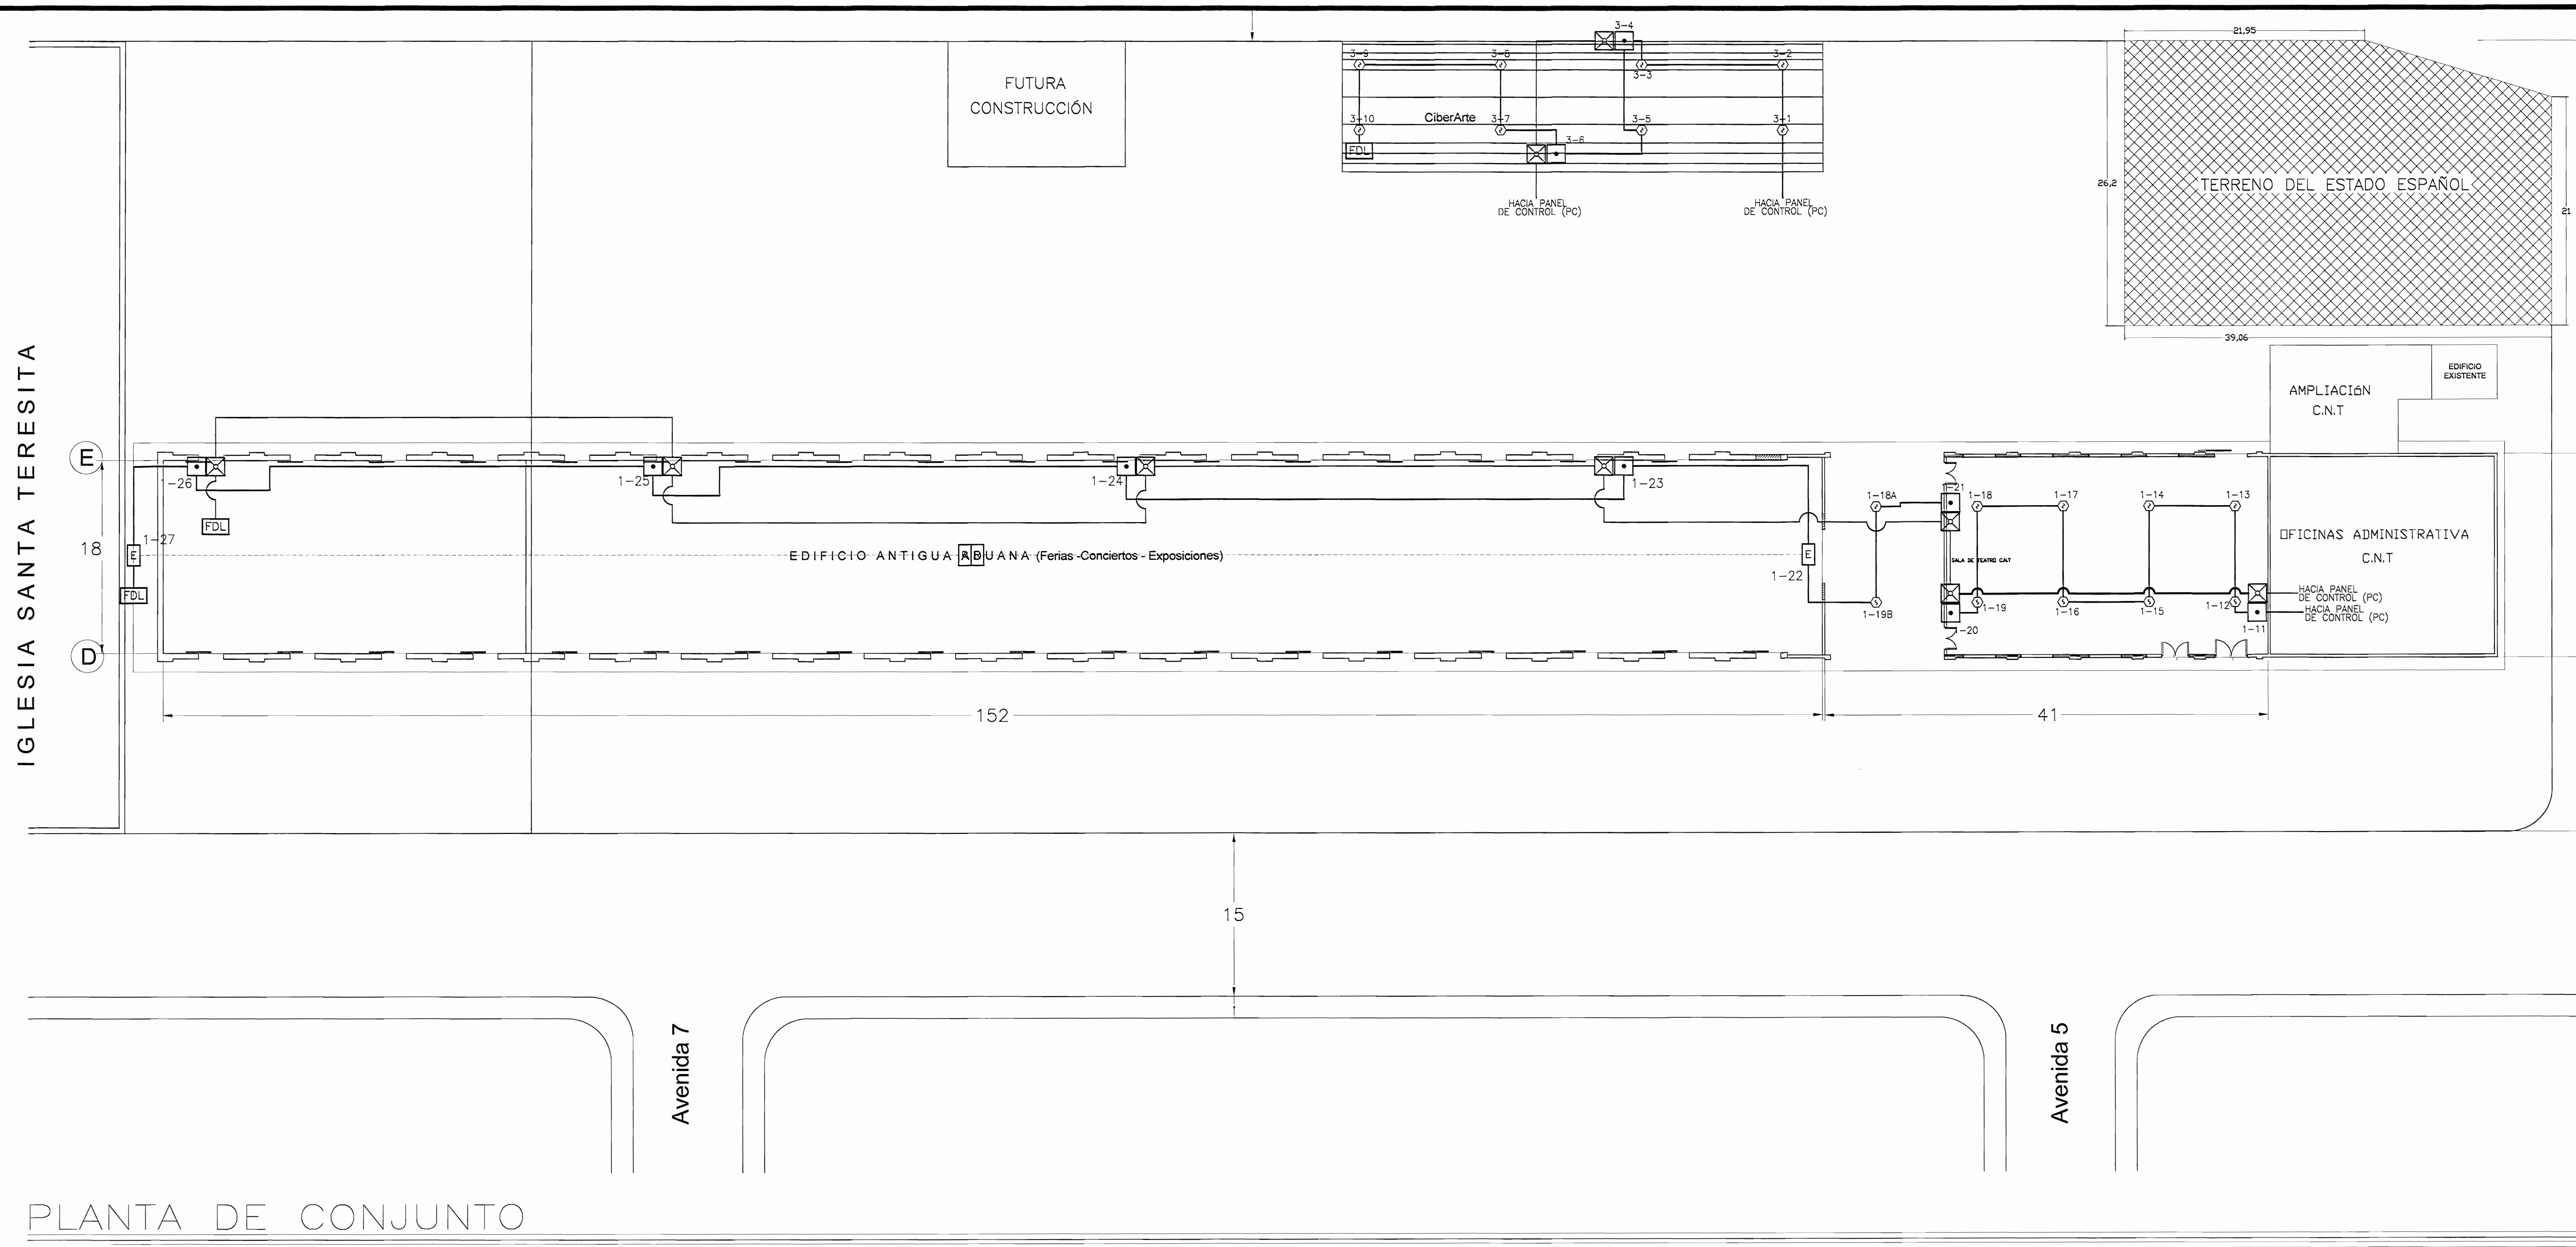 3-4
21,95
3-9
3-8
3-3
3-2
FUTURA
CONSTRUCCIÓN
3-10
CiberArte
3-7
3-5
3-1
3-6
FDL
26,2
TERRENO DEL ESTADO ESPAÑOL
21
HACIA PANEL
DE CONTROL (PC)
HACIA PANEL
DE CONTROL (PC)
39,06
EDIFICIO
EXISTENTE
AMPLIACIóN
C.N.T
IGLESIA SANTA TERESITA
E
1-26
1-25
1-24
1-23
1-21
1-18A
1-18
1-17
1-14
1-13
FDL
18
1-27
E
EDIFICIO ANTIGUA ADUANA (Ferias -Conciertos - Exposiciones)
E
1-22
SALA DE TEATRO C.N.T
OFICINAS ADMINISTRATIVA
C.N.T
FDL
HACIA PANEL
DE CONTROL (PC)
HACIA PANEL
DE CONTROL (PC)
1-19B
1-19
1-16
1-15
1-12
1-20
1-11
D
152
41
15
Avenida 7
Avenida 5
PLANTA DE CONJUNTO